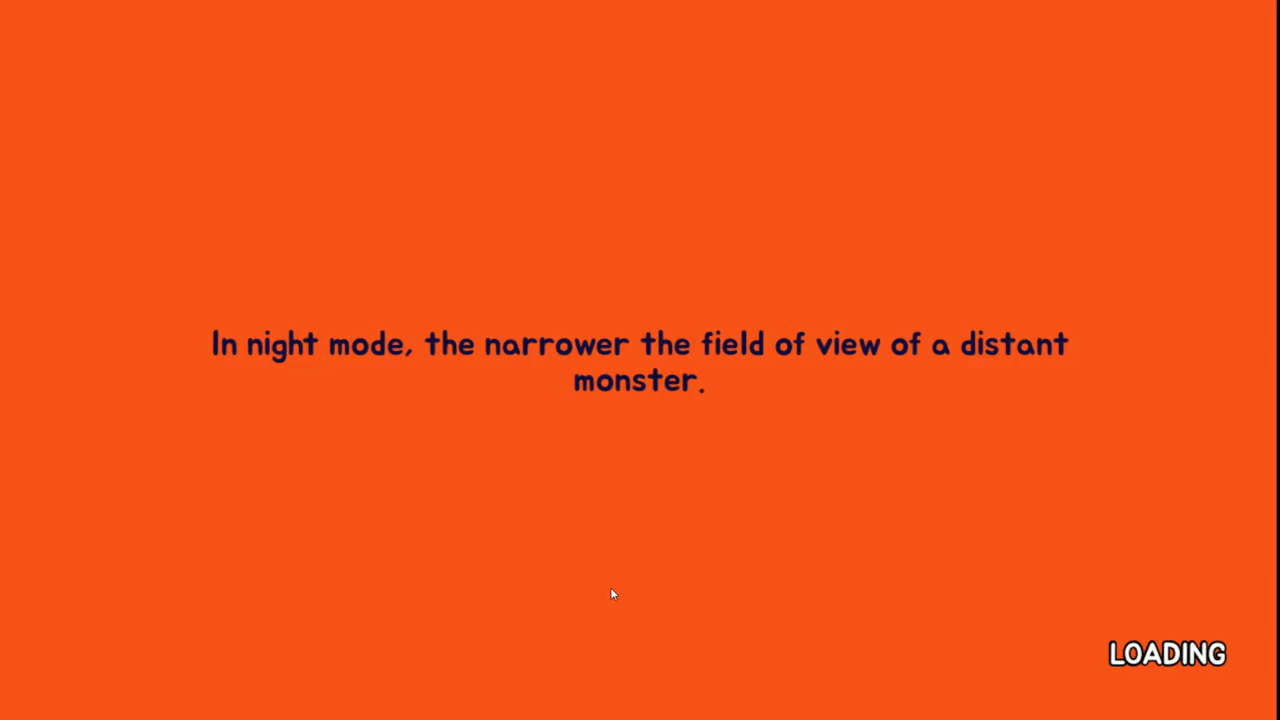 In night mode, the narrower the field of view of a distant
monster.
LOADING